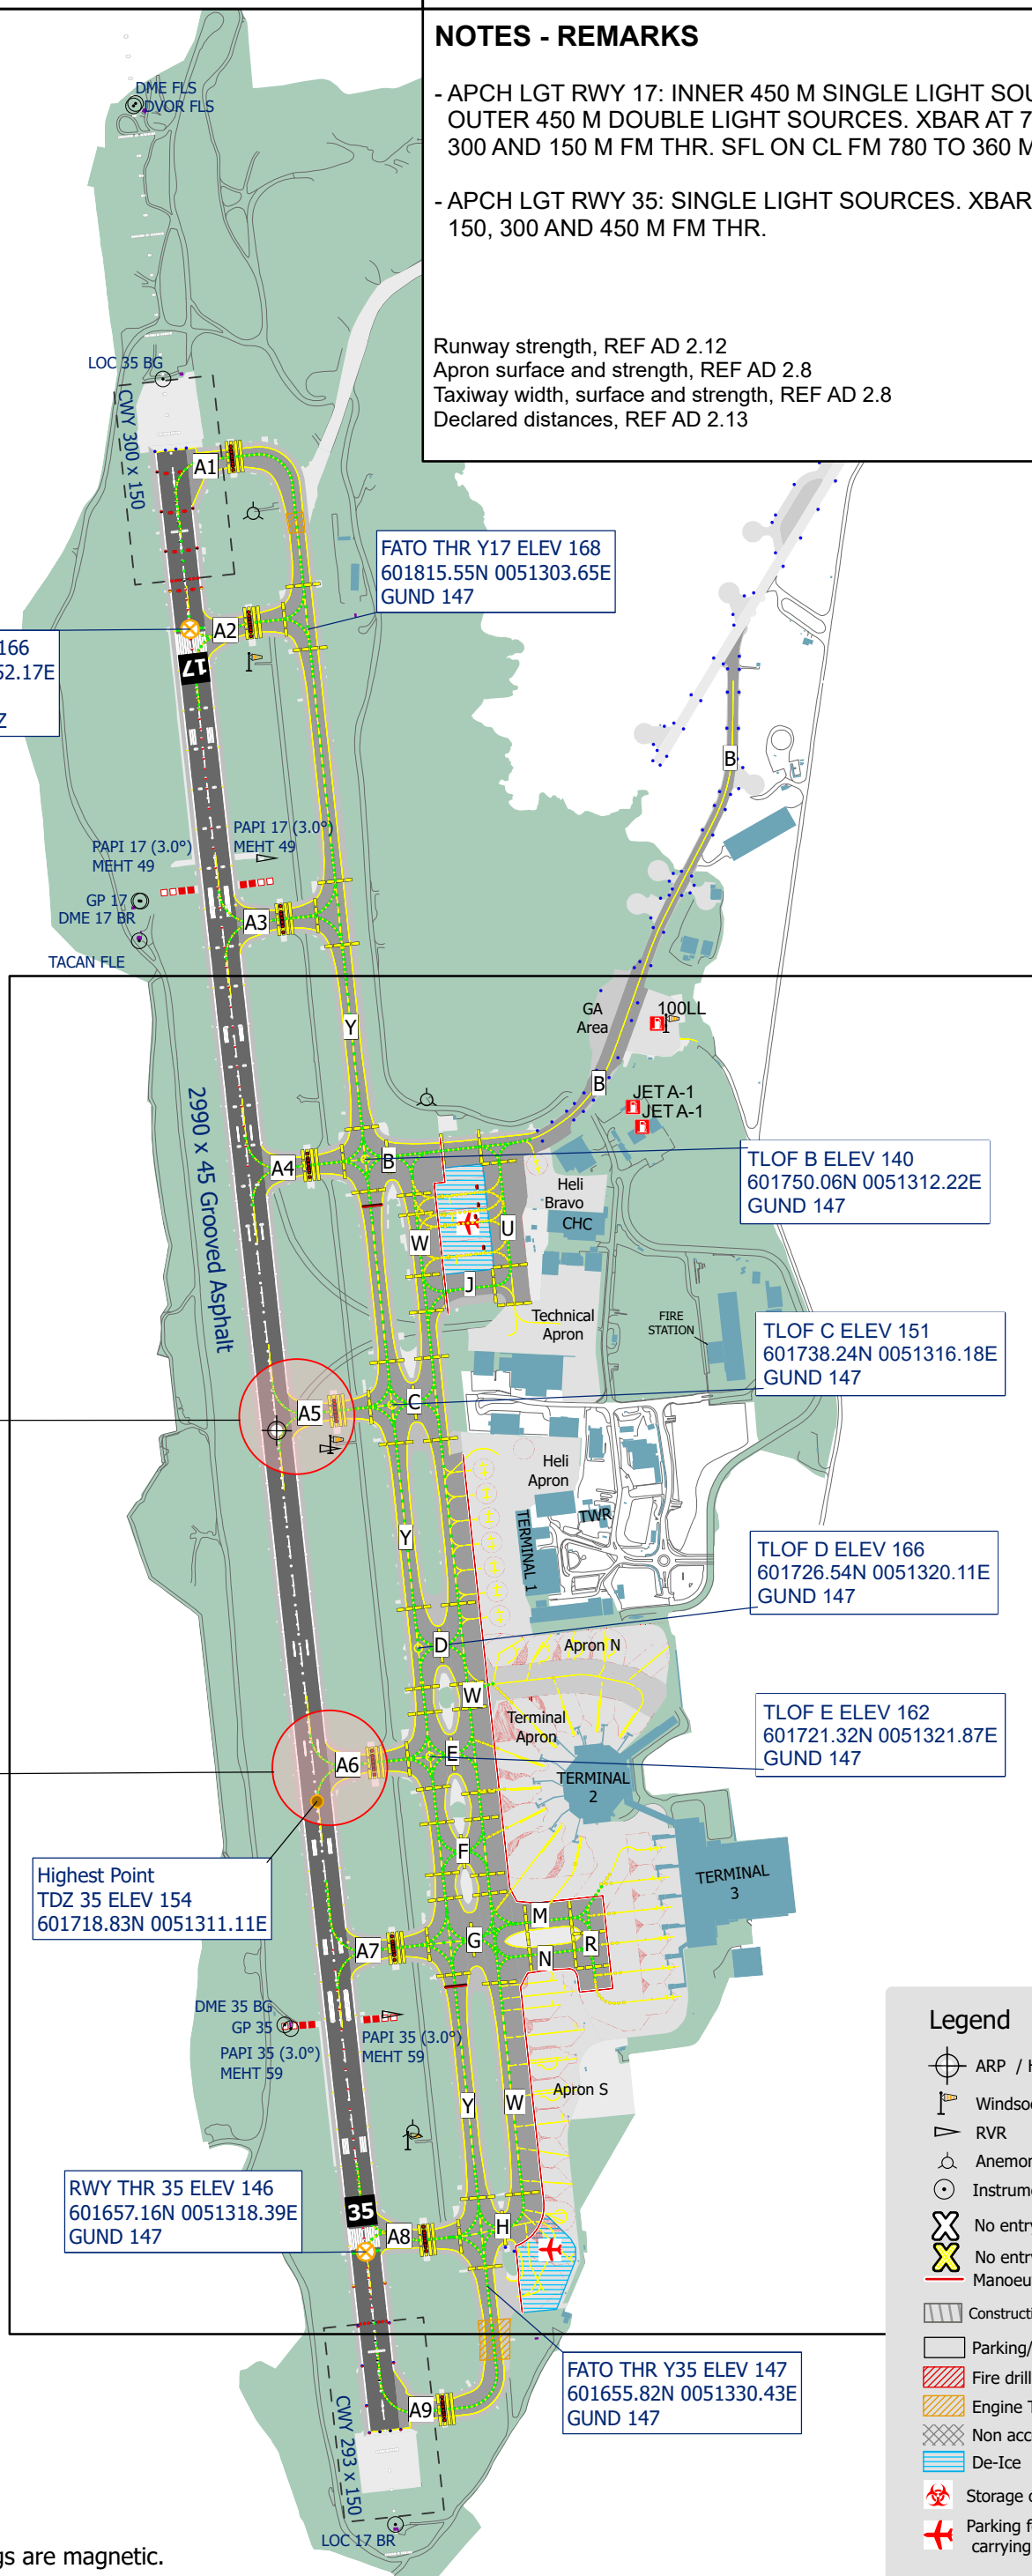 NOTES - REMARKS
- APCH LGT RWY 17: INNER 450 M SINGLE LIGHT
OUTER 450 M DOUBLE LIGHT SOURCES. XBAR AT
300 AND 150 M FM THR. SFL ON CL FM 780 TO 360 M
- APCH LGT RWY 35: SINGLE LIGHT SOURCES. XBAR
150, 300 AND 450 M FM THR.
Runway strength, REF AD 2.12
Apron surface and strength, REF AD 2.8
Taxiway width, surface and strength, REF AD 2.8
Declared distances, REF AD 2.13
DME FLS
DVOR FLS
LOC 35 BG
CWY 300 x 150
A1
FATO THR Y17 ELEV 168
601815.55N 0051303.65E
GUND 147
A2
166
52.17E
Z
17
B
PAPI 17 (3.0°)
MEHT 49
PAPI 17 (3.0°)
MEHT 49
GP 17
DME 17 BR
A3
TACAN FLE
Y
GA
Area
100LL
B
JET A-1
JET A-1
2990 x 45 Grooved Asphalt
A4
B
TLOF B ELEV 140
601750.06N 0051312.22E
GUND 147
Heli
Bravo
CHC
W
U
J
Technical
Apron
FIRE
STATION
TLOF C ELEV 151
601738.24N 0051316.18E
GUND 147
A5
C
Heli
Apron
TERMINAL 1
TWR
Y
TLOF D ELEV 166
601726.54N 0051320.11E
GUND 147
D
Apron N
W
Terminal
Apron
TLOF E ELEV 162
601721.32N 0051321.87E
GUND 147
A6
E
TERMINAL
2
F
TERMINAL
3
Highest Point
TDZ 35 ELEV 154
601718.83N 0051311.11E
M
A7
G
N
R
DME 35 BG
GP 35
PAPI 35 (3.0°)
MEHT 59
PAPI 35 (3.0°)
MEHT 59
Apron S
Y
W
RWY THR 35 ELEV 146
601657.16N 0051318.39E
GUND 147
35
A8
H
FATO THR Y35 ELEV 147
601655.82N 0051330.43E
GUND 147
A9
CWY 293 x 150
LOC 17 BR
gs are magnetic.
Legend
ARP /
Windso
RVR
Anemo
Instrum
No entr
No entr
Manoeu
Constructi
Parking/
Fire drill
Engine T
Non acc
De-Ice
Storage
Parking f
carrying